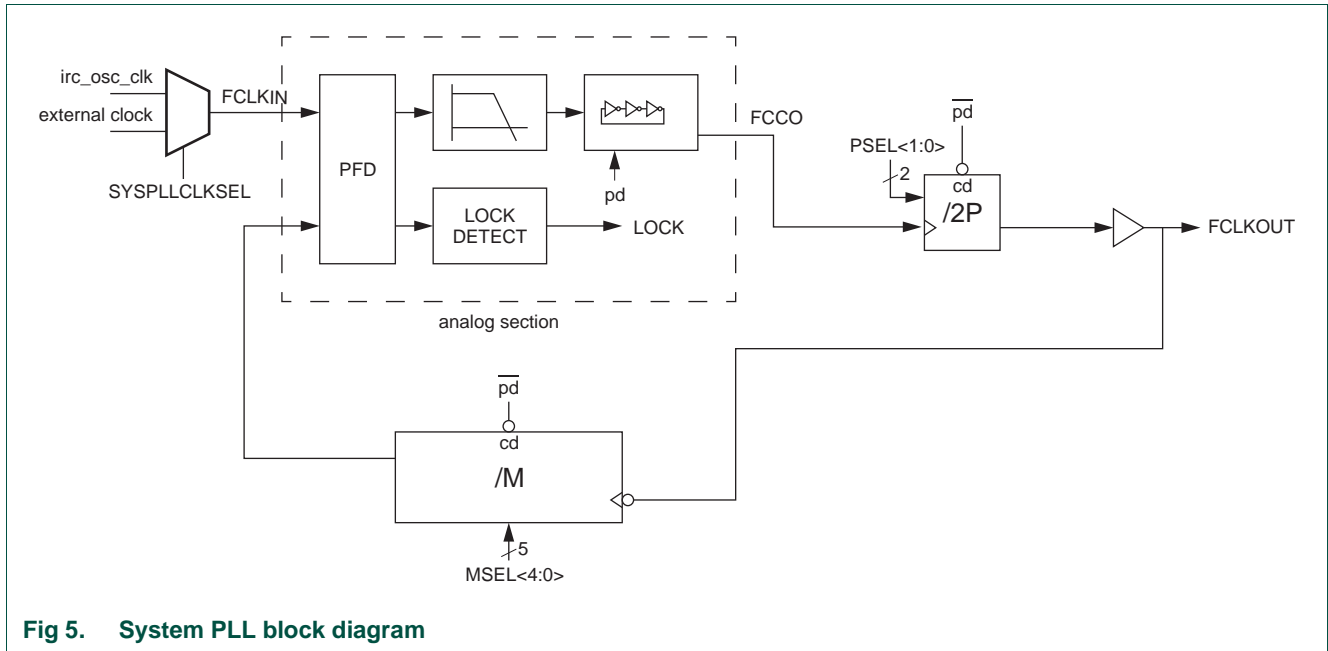 irc_osc_clk
external clock
SYSPLLCLKSEL
FCLKIN
PFD
LOCK
DETECT
LOCK
pd
analog section
FCCO
pd
PSEL<1:0>
2
cd
/2P
FCLKOUT
pd
cd
/M
5
MSEL<4:0>
Fig 5. System PLL block diagram